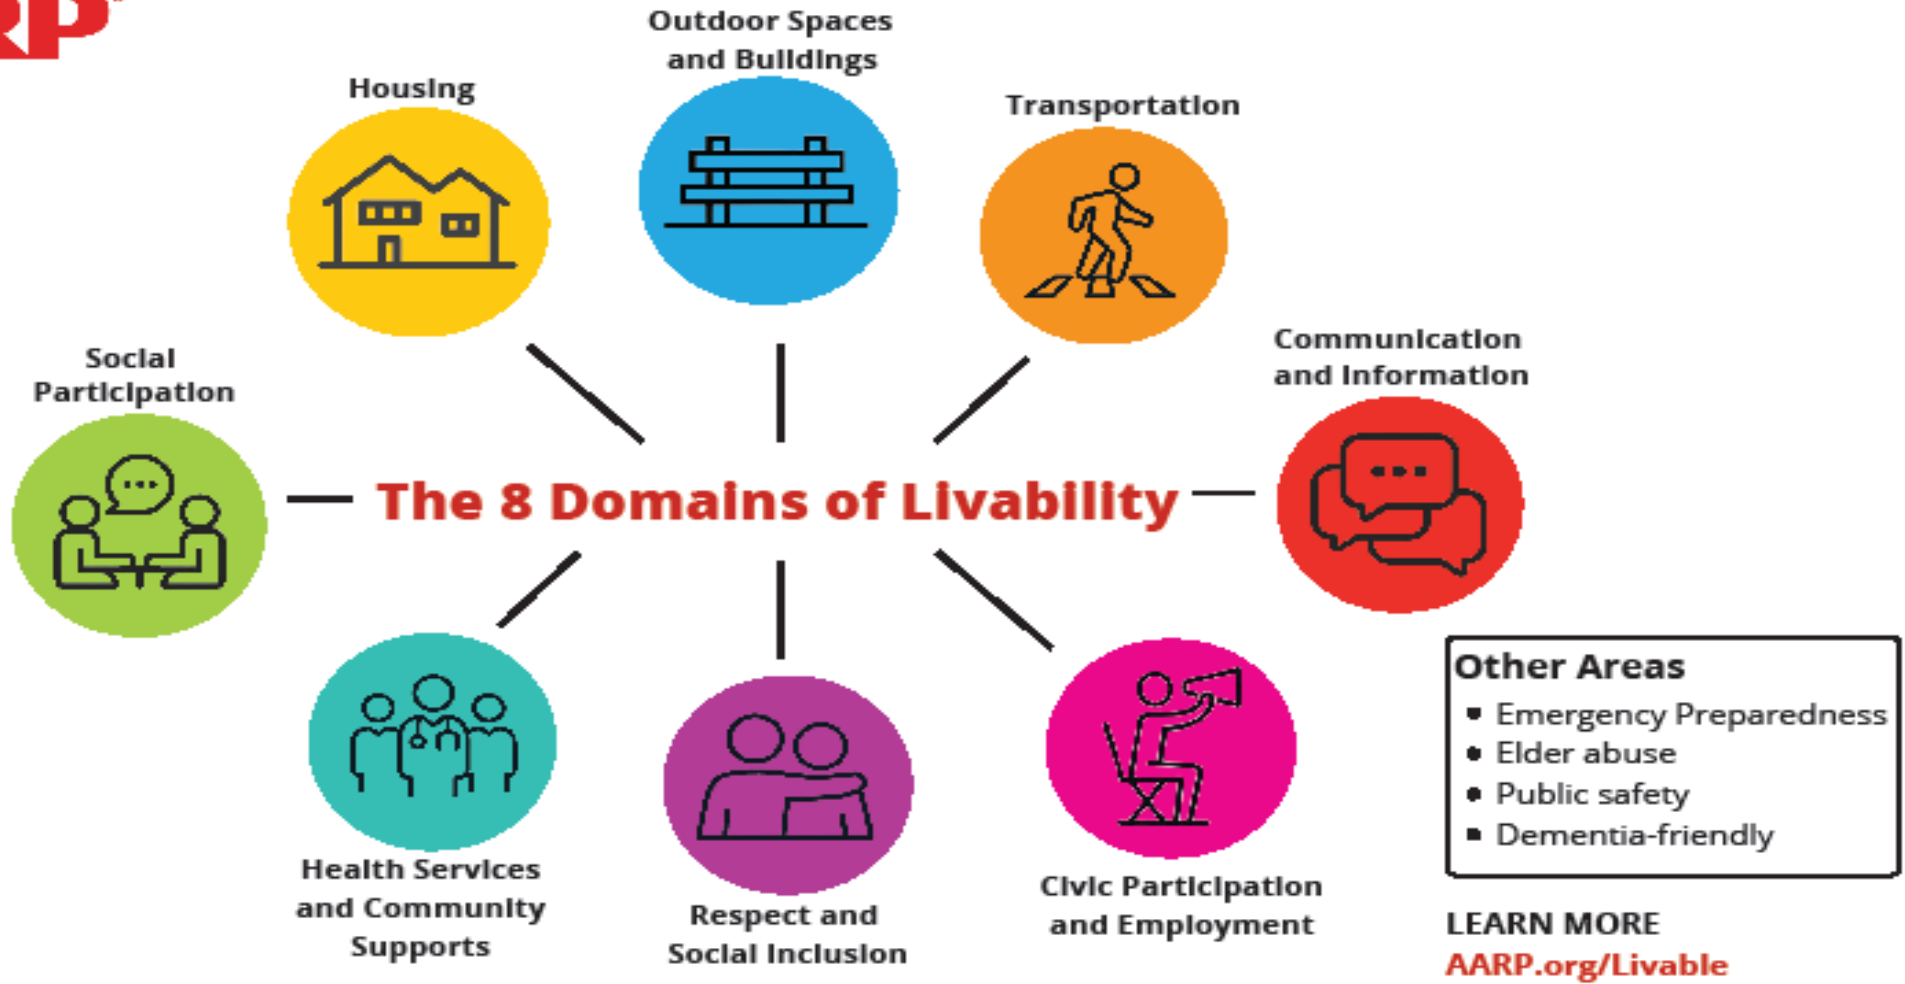 RP
Outdoor Spaces
and Buildings
Housing
Transportation
Social
Participation
Communication
and Information
The 8 Domains of Livability
Health Services
and Community
Supports
Respect and
Social Inclusion
Civic Participation
and Employment
Other Areas
• Emergency Preparedness
• Elder abuse
• Public safety
• Dementia-friendly
LEARN MORE
AARP.org/Livable